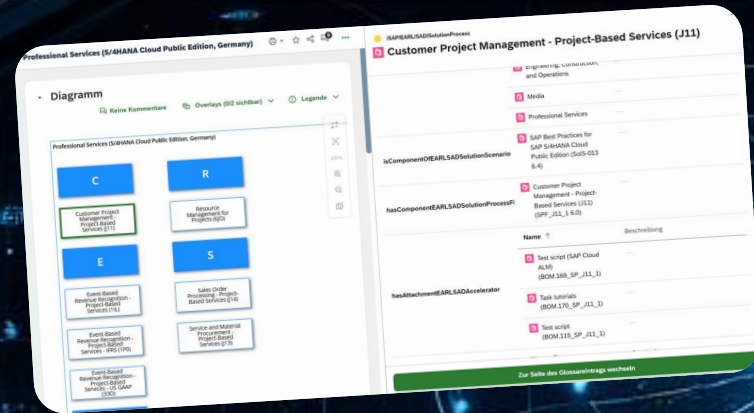 Professional Services (S/4HANA Cloud Public Edition, Germany)
Diagramm
Keine Kommentare
Overlays (0/2 sichtbar)
Legende
Professional Services (S/4HANA Cloud Public Edition, Germany)
C
Customer Project
Management -
Project-Based
Services (J11)
E
Event-Based
Revenue Recognition -
Project-Based
Services (1IL)
Event-Based
Revenue Recognition -
Project-Based
Services - IFRS (1P0)
Event-Based
Revenue Recognition -
Project-Based
Services - US GAAP
R
Resource
Management for
Projects
S
Sales Order
Processing - Project-
Based Services (J14)
Service and Material
Procurement -
Project-Based
Services (J13)
100%
/SAP/EARL/SAD/SolutionProcess
Customer Project Management - Project-Based Services (J11)
Engineering, Construction,
and Operations
Media
Professional Services
isComponentOfEARLSADSolutionScenario
SAP Best Practices for
SAP S/4HANA Cloud
Public Edition (SolS-013
6.4)
hasComponentEARLSADSolutionProcessFl
Customer Project
Management - Project-
Based Services (J11)
(SPF_J11_1 6.0)
Name
Beschreibung
hasAttachmentEARLSADAccelerator
Test script (SAP Cloud
ALM)
(BOM.169_SP_J11_1)
Task tutorials
(BOM.170_SP_J11_1)
Test script
(BOM.115_SP_J11_1)
Zur Seite des Glossareintrags wechseln